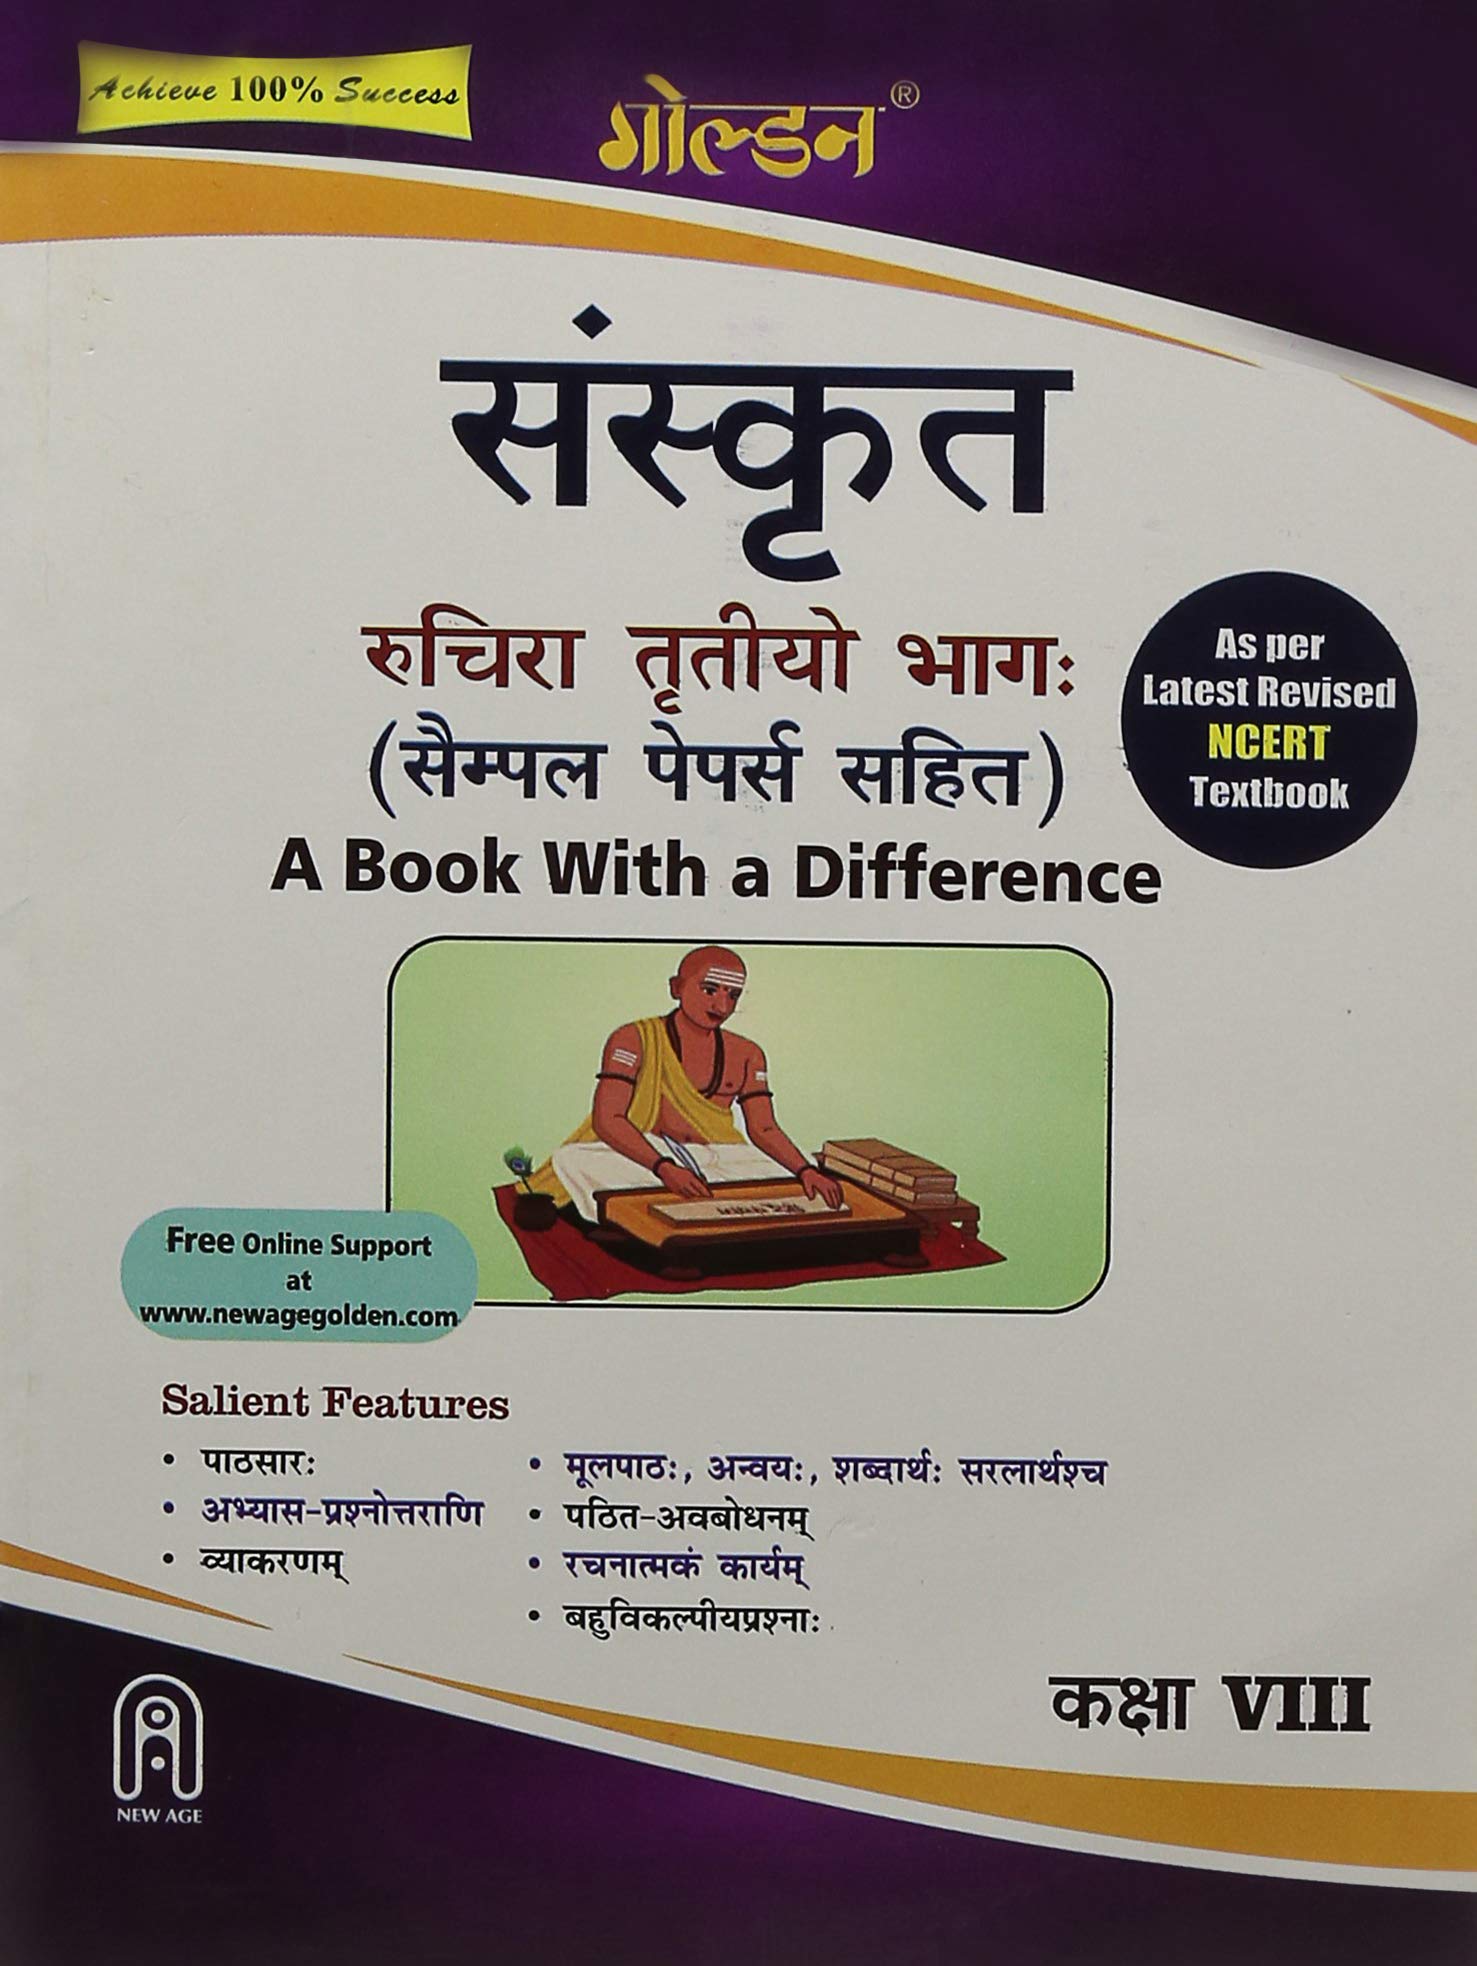 Achieve 100% Success
गोल्डन ®
संस्कृत
रुचिरा तृतीयो भागः
(सैम्पल पेपर्स सहित)
A Book With a Difference
As per
Latest Revised
NCERT
Textbook
Free Online Support
at
www.newagegolden.com
Salient Features
• पाठसारः
• अभ्यास-प्रश्नोत्तराणि
• व्याकरणम्
• मूलपाठः, अन्वयः, शब्दार्थः सरलार्थश्च
• पठित-अवबोधनम्
• रचनात्मकं कार्यम्
• बहुविकल्पीयप्रश्नाः
कक्षा VIII
NEW AGE